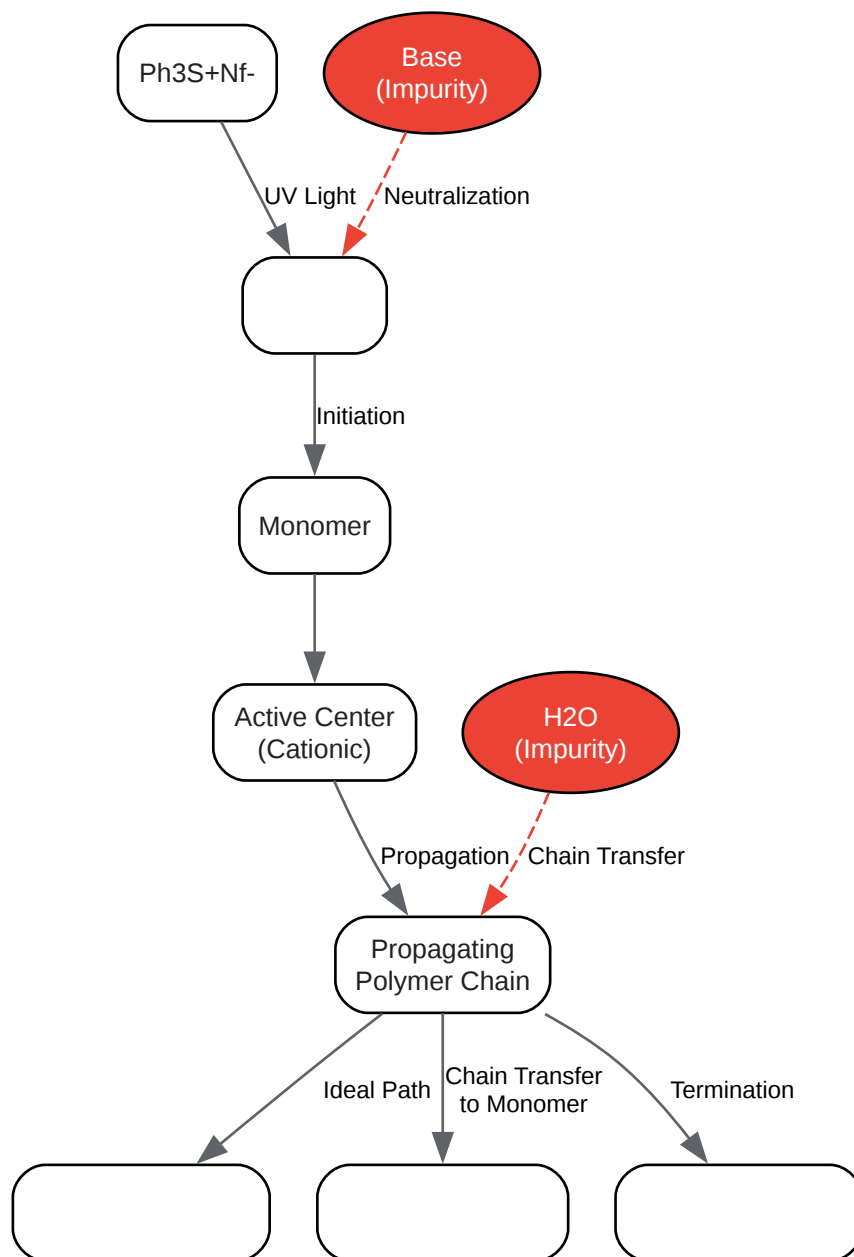 Ph3S+Nf-
Base
(Impurity)
UV Light
Neutralization
Initiation
Monomer
Active Center
(Cationic)
H2O
(Impurity)
Propagation
Chain Transfer
Propagating
Polymer Chain
Ideal Path
Chain Transfer
to Monomer
Termination